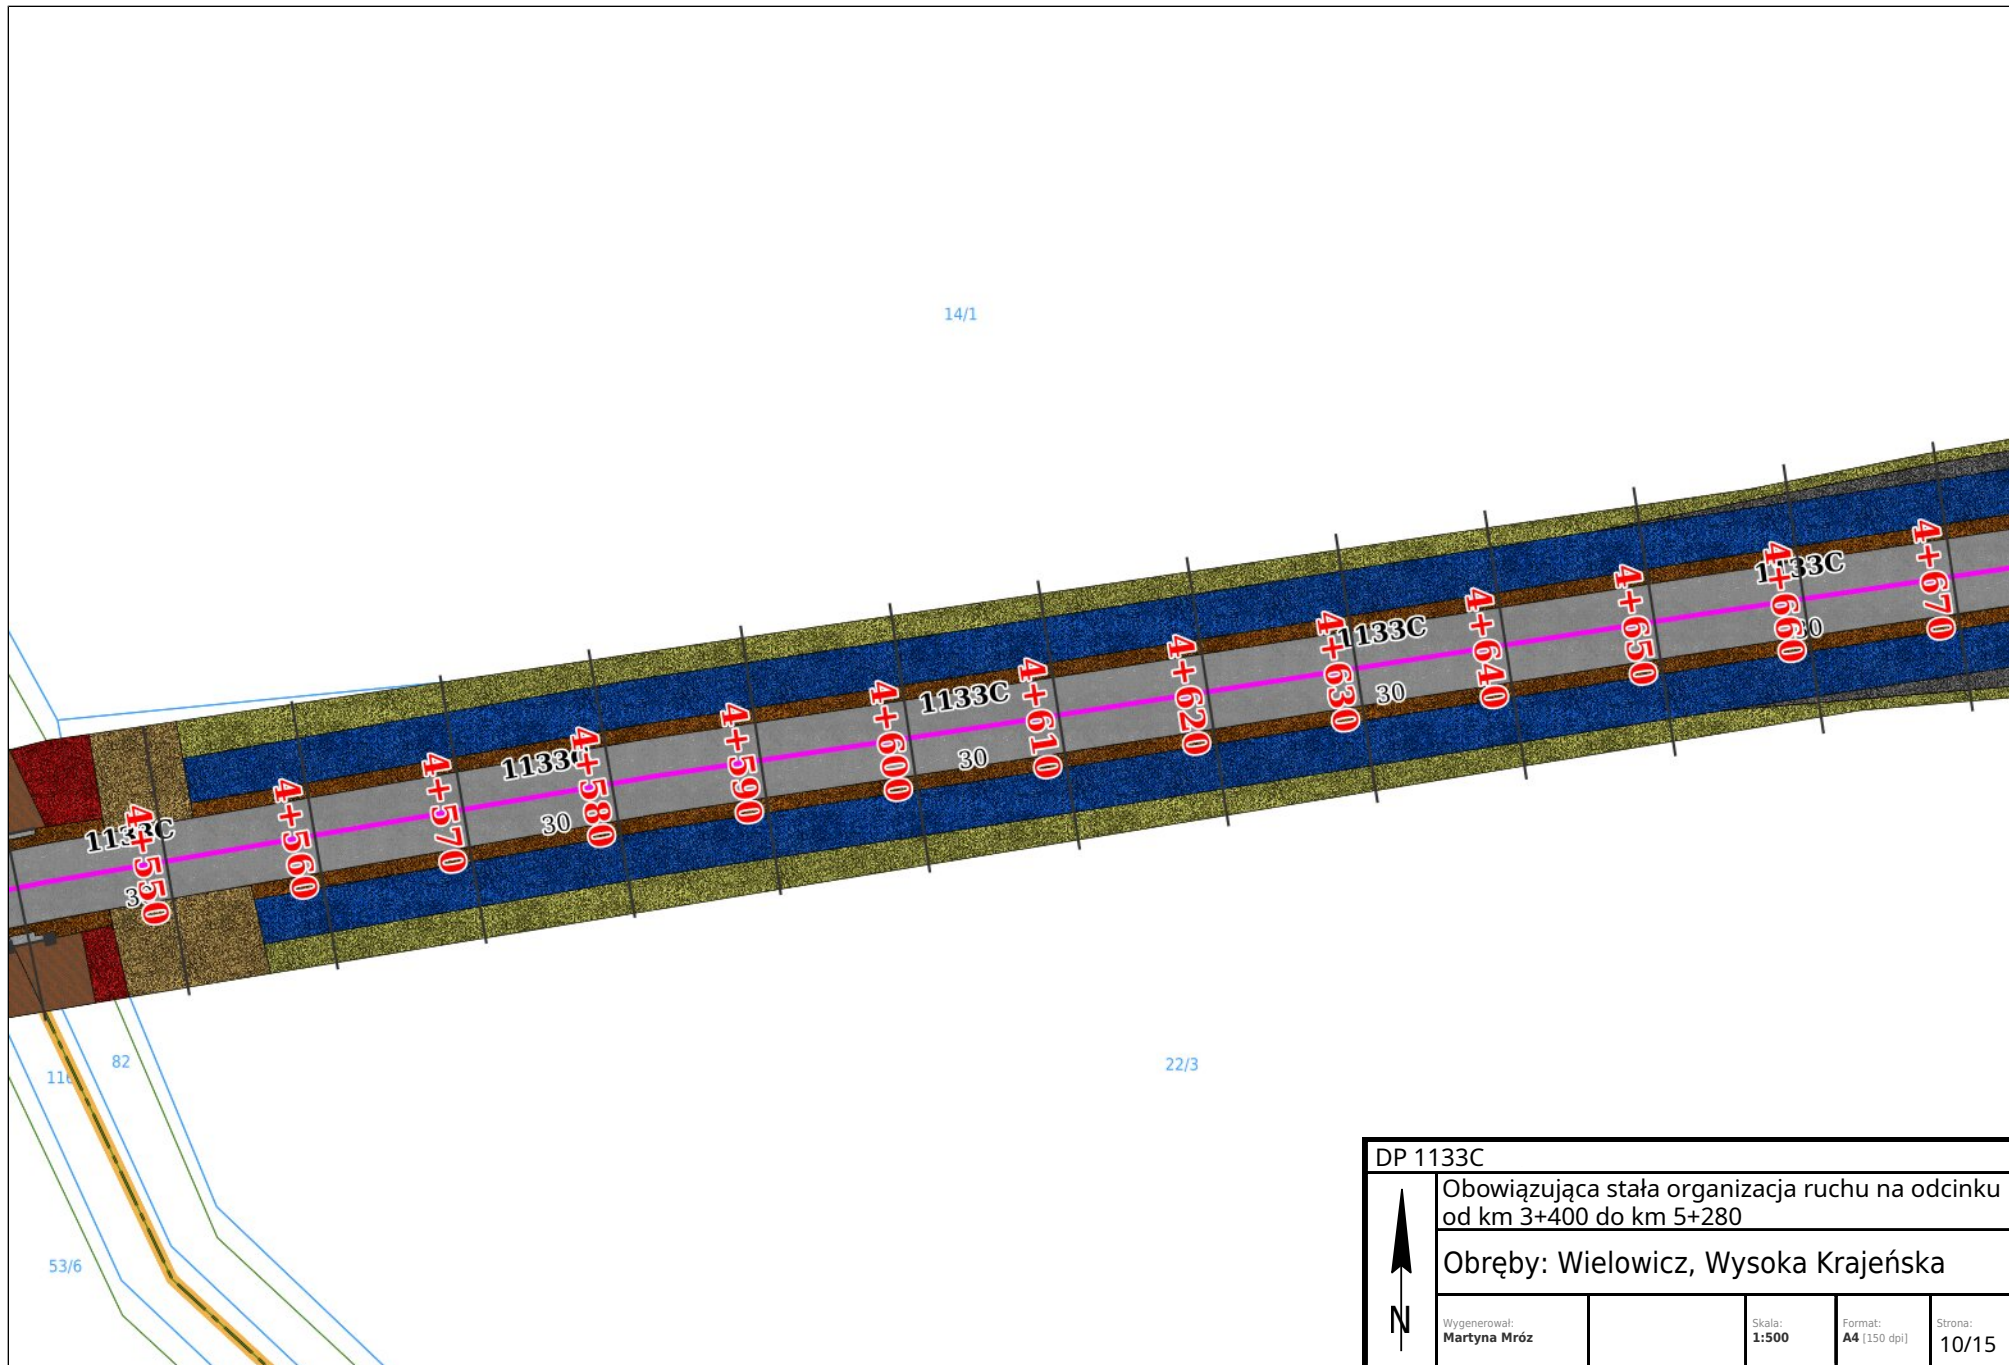 14/1
4+670
1133C
4+660
4+650
4+640
1133C
4+630
30
4+620
4+610
1133C
4+600
30
4+590
4+580
1133C
30
4+570
4+560
1133C
4+550
82
22/3
53/6
DP 1133C
Obowiązująca stała organizacja ruchu na odcinku
od km 3+400 do km 5+280
Obręby: Wielowicz, Wysoka Krajeńska
N
Wygenerował:
Martyna Mróz
Skala:
1:500
Format:
A4 [150 dpi]
Strona:
10/15